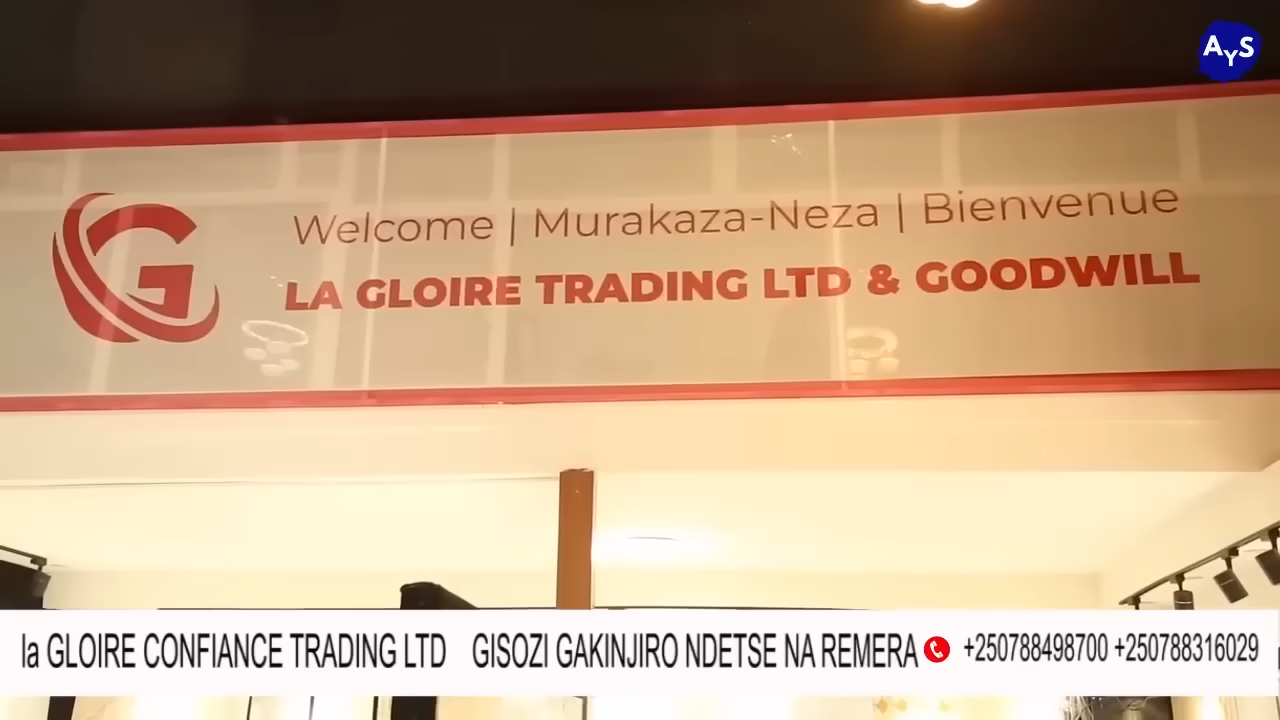 AyS
G
Welcome | Murakaza-Neza | Bienvenue
LA GLOIRE TRADING LTD & GOODWILL
la GLOIRE CONFIANCE TRADING LTD GISOZI GAKINJIRO NDETSE NA REMERA +250788498700 +250788316029